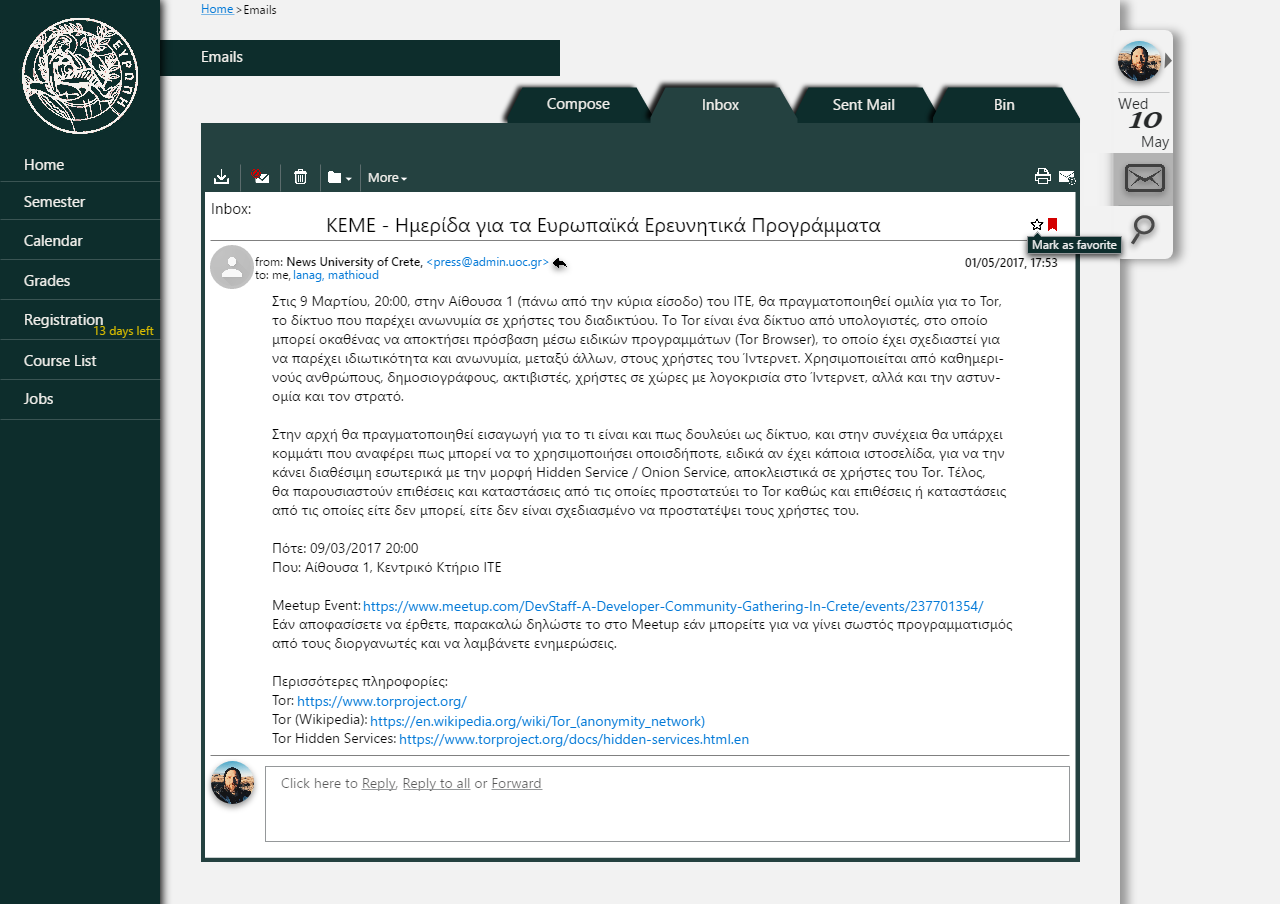 Home >Emails
ΕΥΡΩΠΗ
Emails
Compose
Inbox
Sent Mail
Bin
Wed
10
May
Home
Semester
Calendar
Grades
Registration
13 days left
Course List
Jobs
More
Inbox:
ΚΕΜΕ - Ημερίδα για τα Ευρωπαϊκά Ερευνητικά Προγράμματα
Mark as favorite
from: News University of Crete, <press@admin.uoc.gr>
01/05/2017, 17:53
to: me, lanag, mathioud
Στις 9 Μαρτίου, 20:00, στην Αίθουσα 1 (πάνω από την κύρια είσοδο) του ΙΤΕ, θα πραγματοποιηθεί ομιλία για το Tor,
το δίκτυο που παρέχει ανωνυμία σε χρήστες του διαδικτύου. Το Tor είναι ένα δίκτυο από υπολογιστές, στο οποίο
μπορεί οκαθένας να αποκτήσει πρόσβαση μέσω ειδικών προγραμμάτων (Tor Browser), το οποίο έχει σχεδιαστεί για
να παρέχει ιδιωτικότητα και ανωνυμία, μεταξύ άλλων, στους χρήστες του Ίντερνετ. Χρησιμοποιείται από καθημερι-
νούς ανθρώπους, δημοσιογράφους, ακτιβιστές, χρήστες σε χώρες με λογοκρισία στο Ίντερνετ, αλλά και την αστυν-
ομία και τον στρατό.
Στην αρχή θα πραγματοποιηθεί εισαγωγή για το τι είναι και πως δουλεύει ως δίκτυο, και στην συνέχεια θα υπάρχει
κομμάτι που αναφέρει πως μπορεί να το χρησιμοποιήσει οποισδήποτε, ειδικά αν έχει κάποια ιστοσελίδα, για να την
κάνει διαθέσιμη εσωτερικά με την μορφή Hidden Service / Onion Service, αποκλειστικά σε χρήστες του Tor. Τέλος,
θα παρουσιαστούν επιθέσεις και καταστάσεις από τις οποίες προστατεύει το Tor καθώς και επιθέσεις ή καταστάσεις
από τις οποίες είτε δεν μπορεί, είτε δεν είναι σχεδιασμένο να προστατέψει τους χρήστες του.
Πότε: 09/03/2017 20:00
Που: Αίθουσα 1, Κεντρικό Κτήριο ΙΤΕ
Meetup Event: https://www.meetup.com/DevStaff-A-Developer-Community-Gathering-In-Crete/events/237701354/
Εάν αποφασίσετε να έρθετε, παρακαλώ δηλώστε το στο Meetup εάν μπορείτε για να γίνει σωστός προγραμματισμός
από τους διοργανωτές και να λαμβάνετε ενημερώσεις.
Περισσότερες πληροφορίες:
Tor: https://www.torproject.org/
Tor (Wikipedia): https://en.wikipedia.org/wiki/Tor_(anonymity_network)
Tor Hidden Services: https://www.torproject.org/docs/hidden-services.html.en
Click here to Reply, Reply to all or Forward